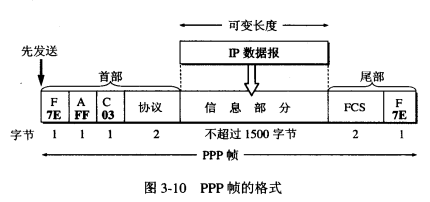 可变长度
IP 数据报
先发送
首部
尾部
F A C 协议 信息部分 FCS F
7E FF 03 7E
字节 1 1 1 2 不超过 1500 字节 2 1
PPP 帧
图 3-10 PPP 帧的格式